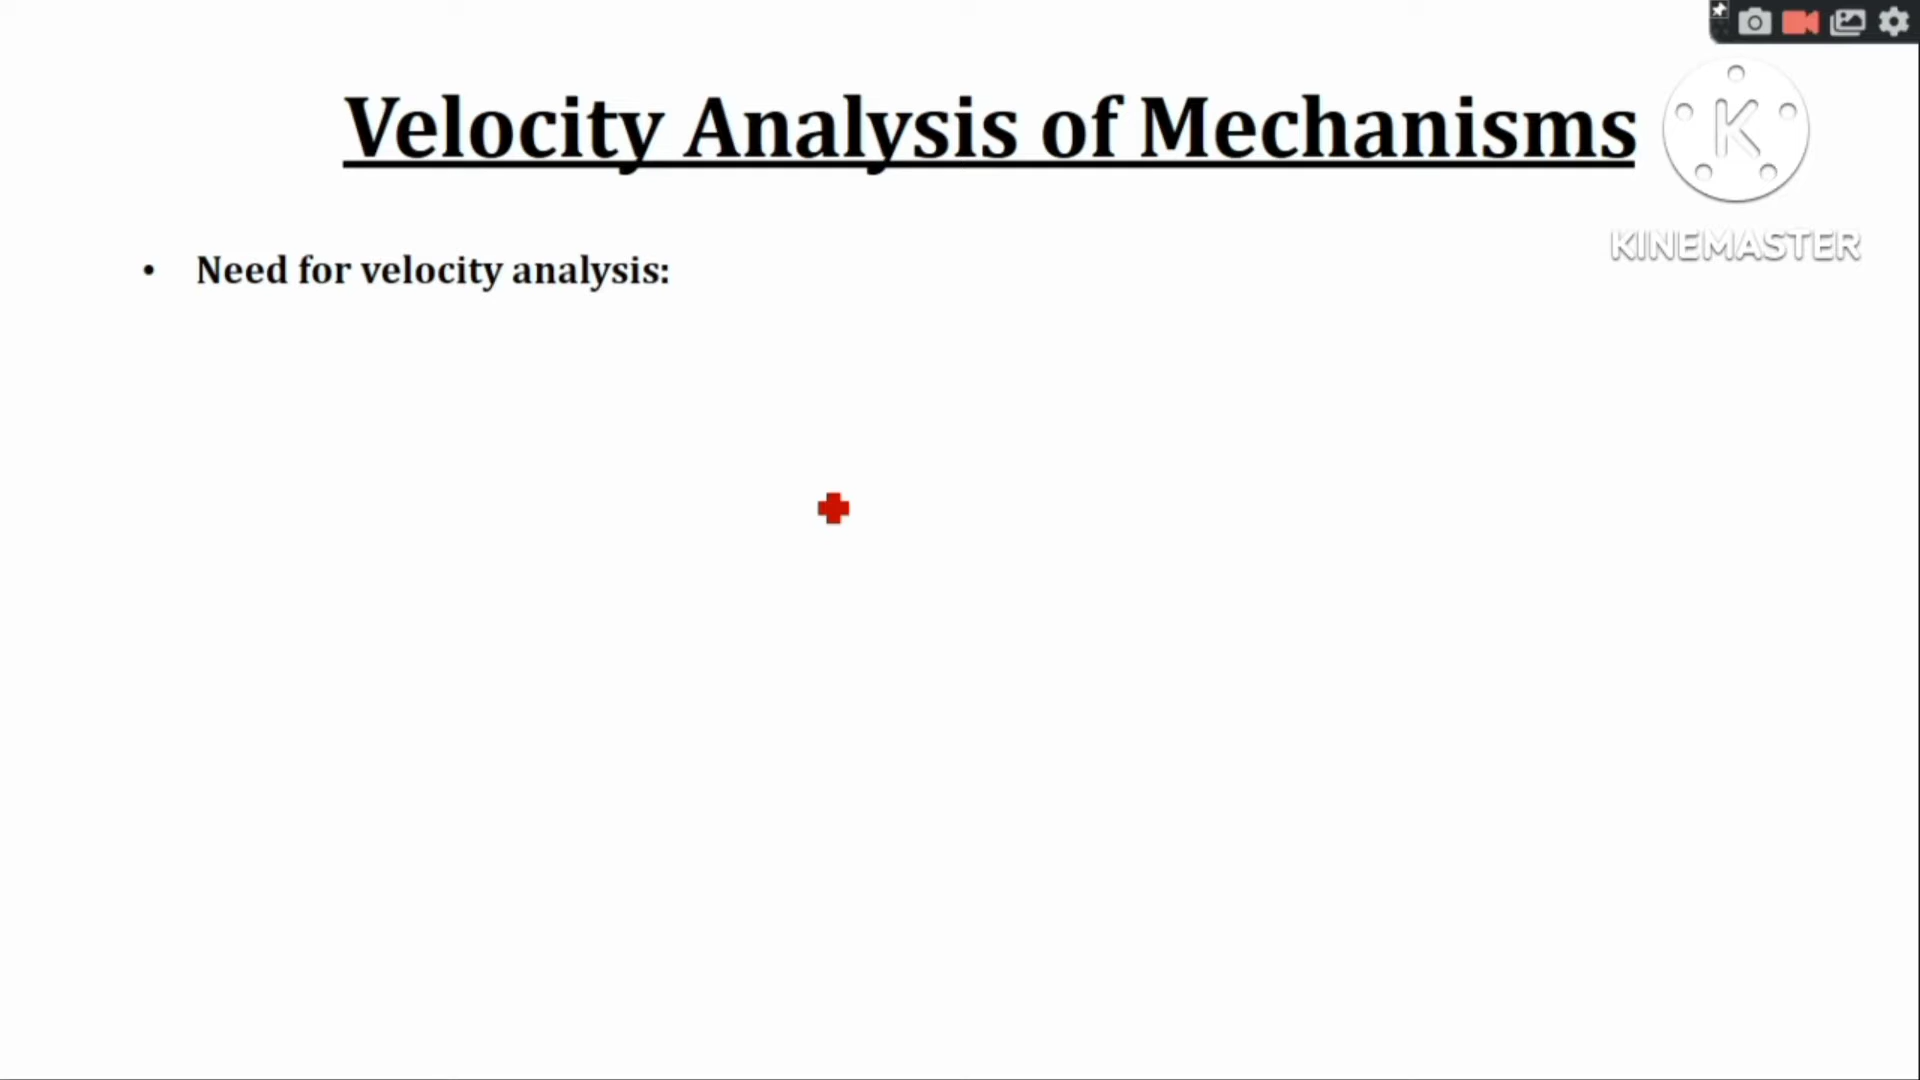 Velocity Analysis of Mechanisms
K
KINEMASTER
• Need for velocity analysis: